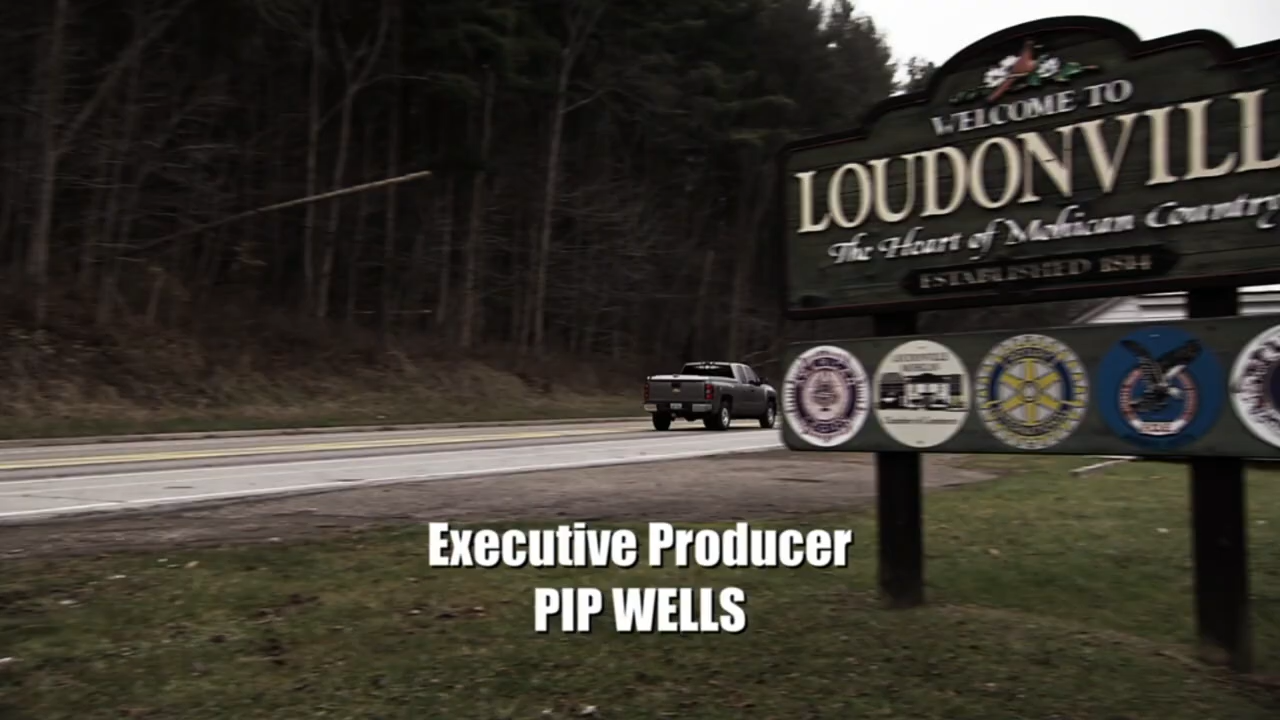 WELCOME TO
LOUDONVILL
The Heart of Mohican Country
ESTABLISHED 1814
Executive Producer
PIP WELLS